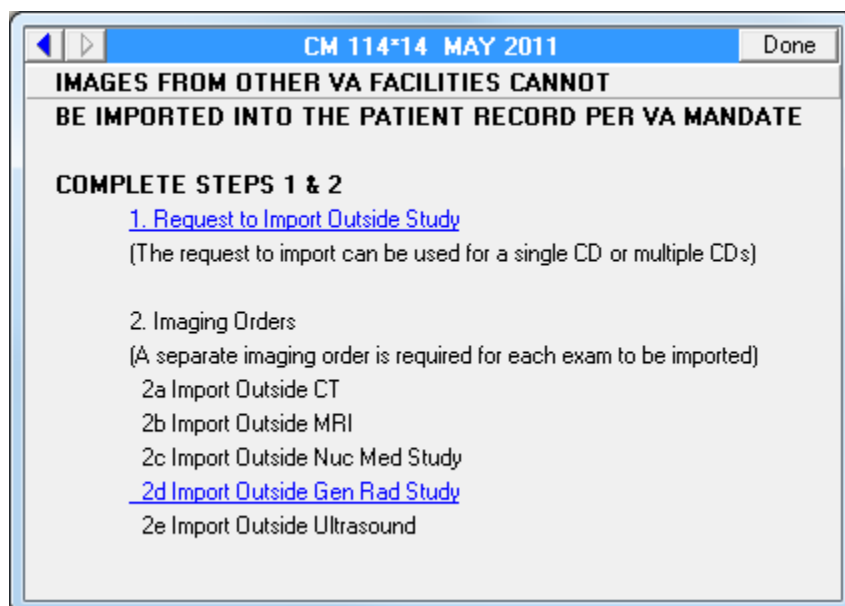 CM 114*14 MAY 2011
Done
IMAGES FROM OTHER VA FACILITIES CANNOT
BE IMPORTED INTO THE PATIENT RECORD PER VA MANDATE
COMPLETE STEPS 1 & 2
1. Request to Import Outside Study
(The request to import can be used for a single CD or multiple CDs)
2. Imaging Orders
(A separate imaging order is required for each exam to be imported)
2a Import Outside CT
2b Import Outside MRI
2c Import Outside Nuc Med Study
2d Import Outside Gen Rad Study
2e Import Outside Ultrasound